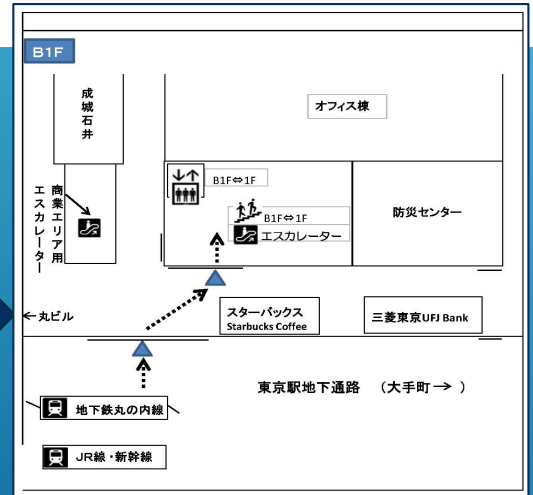 B1F
成城石井
オフィス棟
B1F⇔1F
商業エリア用
エスカレーター
B1F⇔1F
エスカレーター
防災センター
←丸ビル
スターバックス
Starbucks Coffee
三菱東京UFJ Bank
東京駅地下通路 (大手町→ )
地下鉄丸の内線
JR線・新幹線